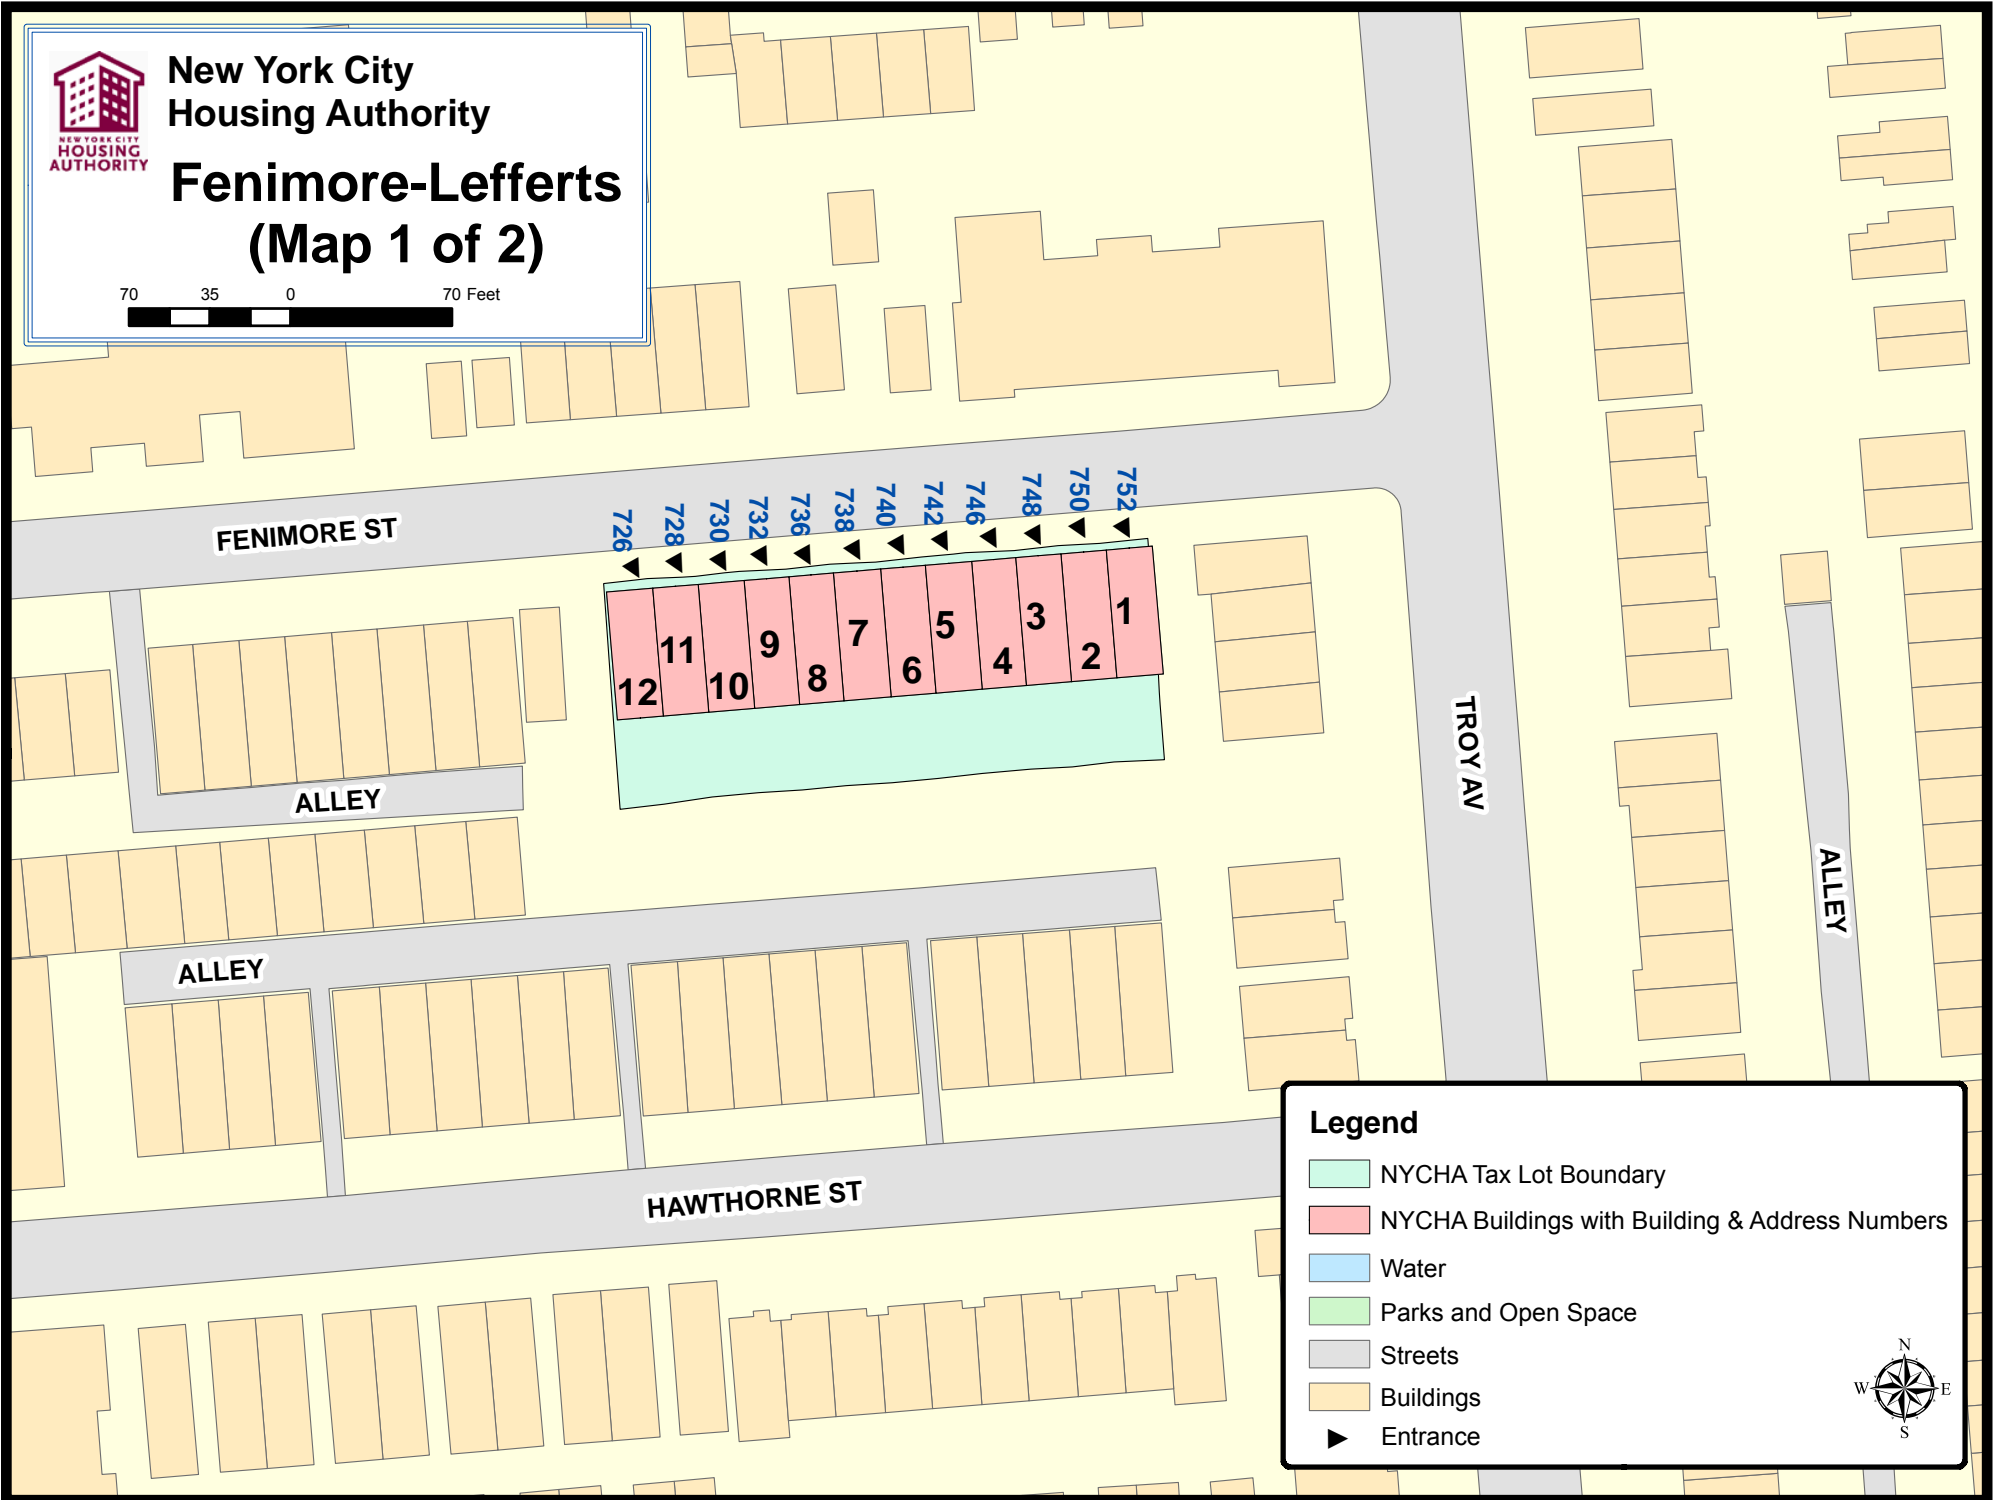 New York City
Housing Authority
NEW YORK CITY
HOUSING
AUTHORITY
Fenimore-Lefferts
(Map 1 of 2)
70 35 0 70 Feet
FENIMORE ST
726 728 730 732 736 738 740 742 746 748 750 752
12 11 10 9 8 7 6 5 4 3 2 1
TROY AV
ALLEY
ALLEY
ALLEY
HAWTHORNE ST
Legend
NYCHA Tax Lot Boundary
NYCHA Buildings with Building & Address Numbers
Water
Parks and Open Space
Streets
Buildings
Entrance
N
W E
S